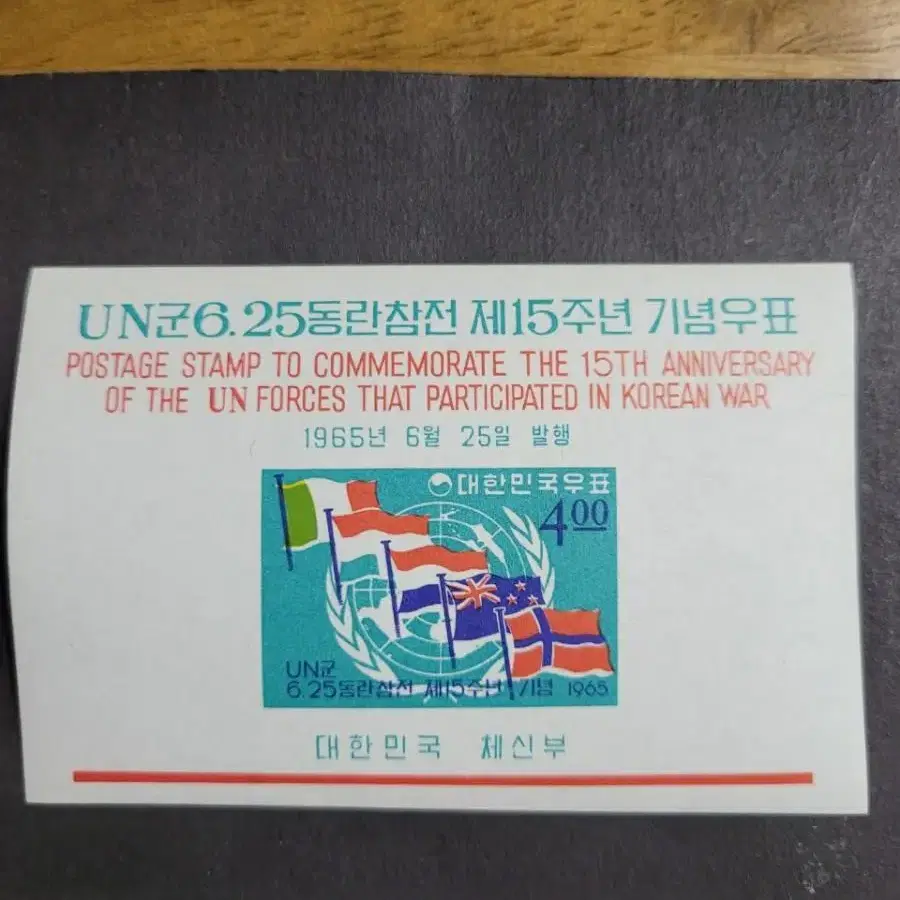 UN군6.25동란참전 제15주년 기념우표
POSTAGE STAMP TO COMMEMORATE THE 15TH ANNIVERSARY
OF THE UN FORCES THAT PARTICIPATED IN KOREAN WAR
1965년 6월 25일 발행
대한민국우표
4.00
UN군
6.25동란참전 제15주년 기념 1965
대한민국 체신부